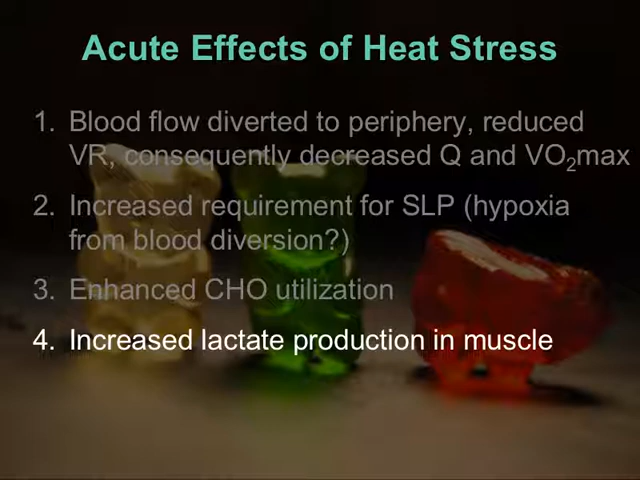 Acute Effects of Heat Stress
1. Blood flow diverted to periphery, reduced
VR, consequently decreased Q and VO₂max
2. Increased requirement for SLP (hypoxia
from blood diversion?)
3. Enhanced CHO utilization
4. Increased lactate production in muscle